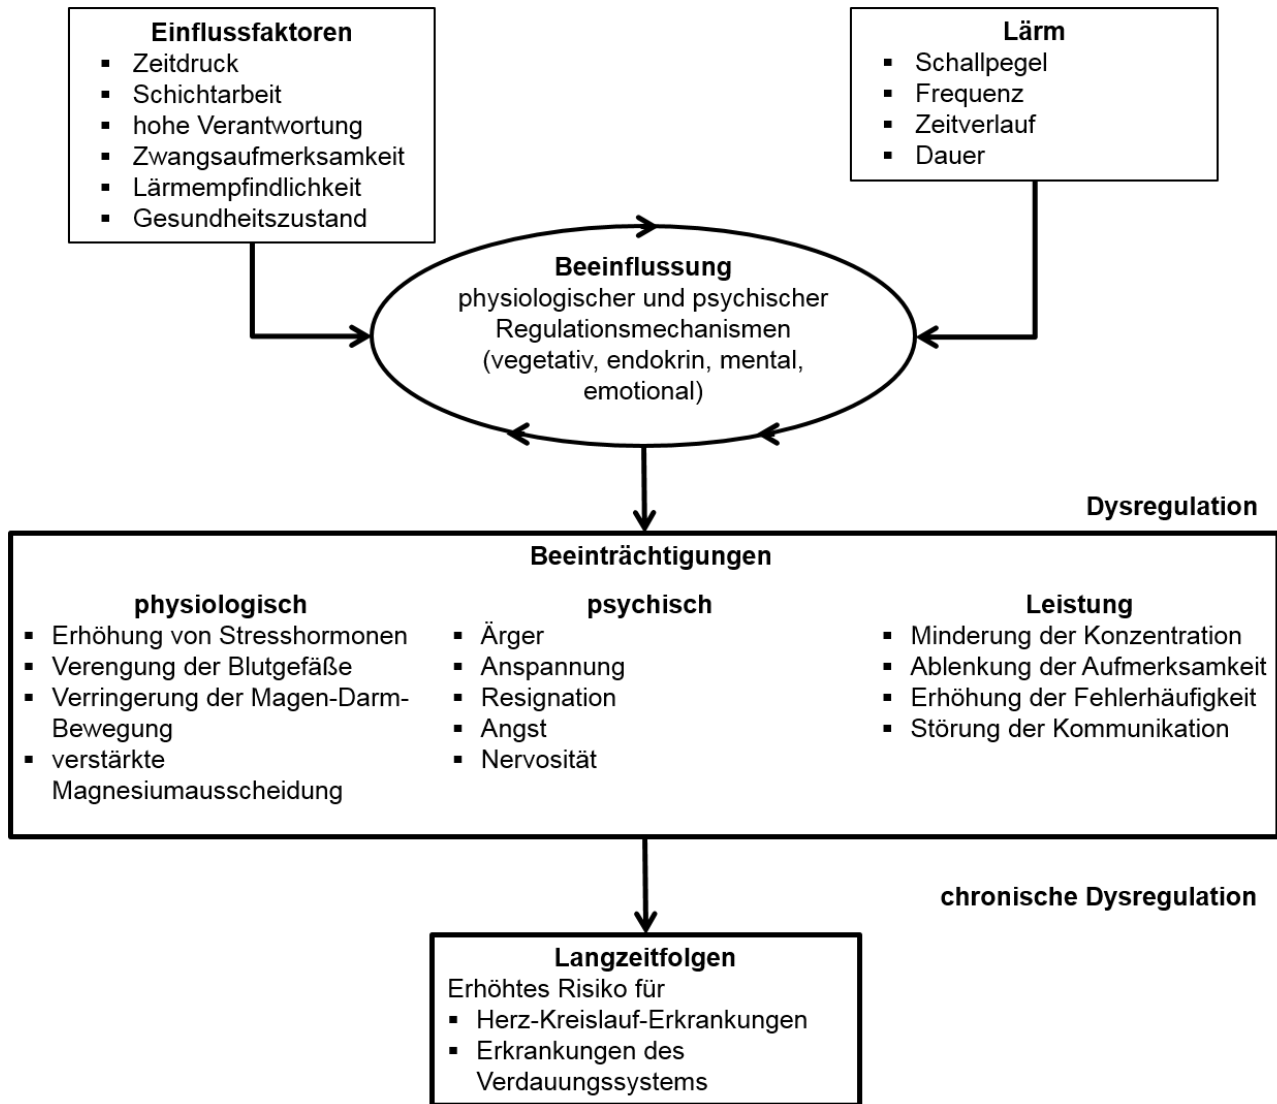 Einflussfaktoren
▪ Zeitdruck
▪ Schichtarbeit
▪ hohe Verantwortung
▪ Zwangsaufmerksamkeit
▪ Lärmempfindlichkeit
▪ Gesundheitszustand
Lärm
▪ Schallpegel
▪ Frequenz
▪ Zeitverlauf
▪ Dauer
Beeinflussung
physiologischer und psychischer
Regulationsmechanismen
(vegetativ, endokrin, mental,
emotional)
Dysregulation
Beeinträchtigungen
physiologisch
▪ Erhöhung von Stresshormonen
▪ Verengung der Blutgefäße
▪ Verringerung der Magen-Darm-
Bewegung
▪ verstärkte
Magnesiumausscheidung
psychisch
▪ Ärger
▪ Anspannung
▪ Resignation
▪ Angst
▪ Nervosität
Leistung
▪ Minderung der Konzentration
▪ Ablenkung der Aufmerksamkeit
▪ Erhöhung der Fehlerhäufigkeit
▪ Störung der Kommunikation
chronische Dysregulation
Langzeitfolgen
Erhöhtes Risiko für
▪ Herz-Kreislauf-Erkrankungen
▪ Erkrankungen des
Verdauungssystems